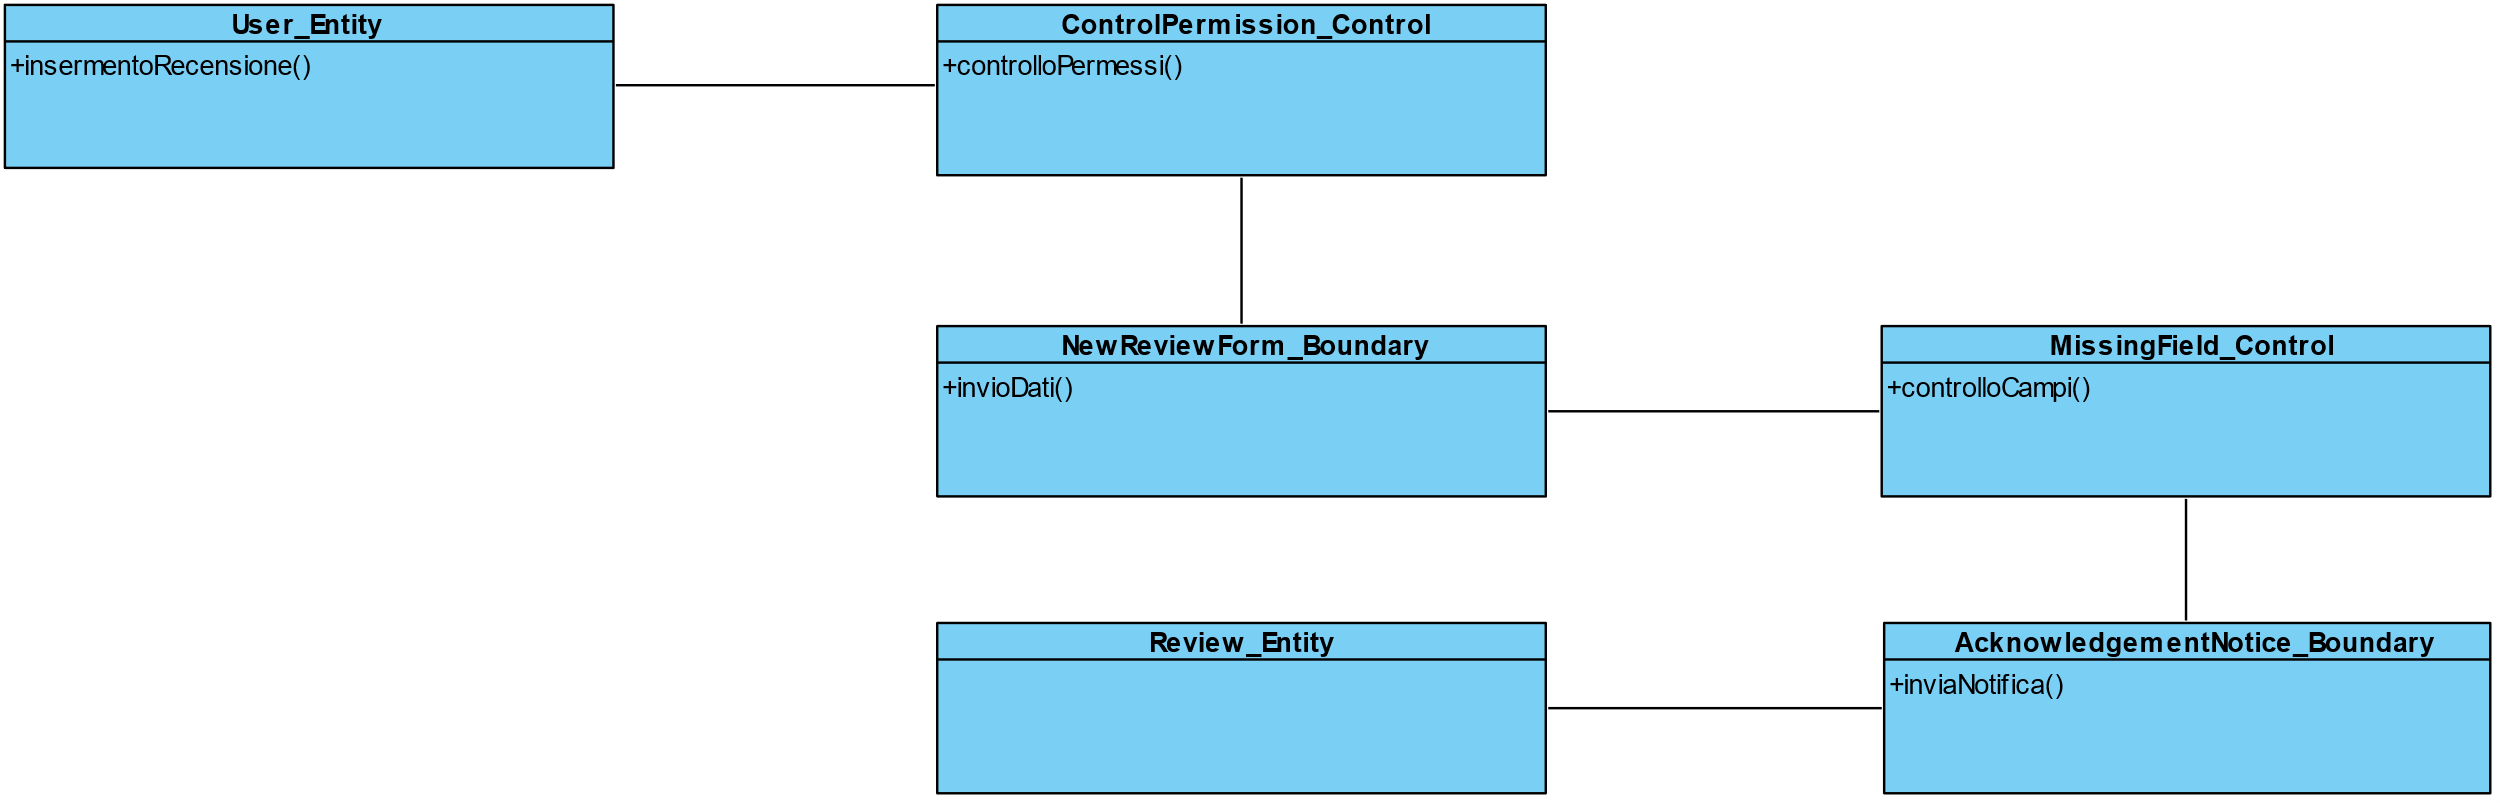 User_Entity
+insermentoRecensione()
ControlPermission_Control
+controlloPermessi()
NewReviewForm_Boundary
+invioDati()
MissingField_Control
+controlloCampi()
Review_Entity
AcknowledgementNotice_Boundary
+inviaNotifica()